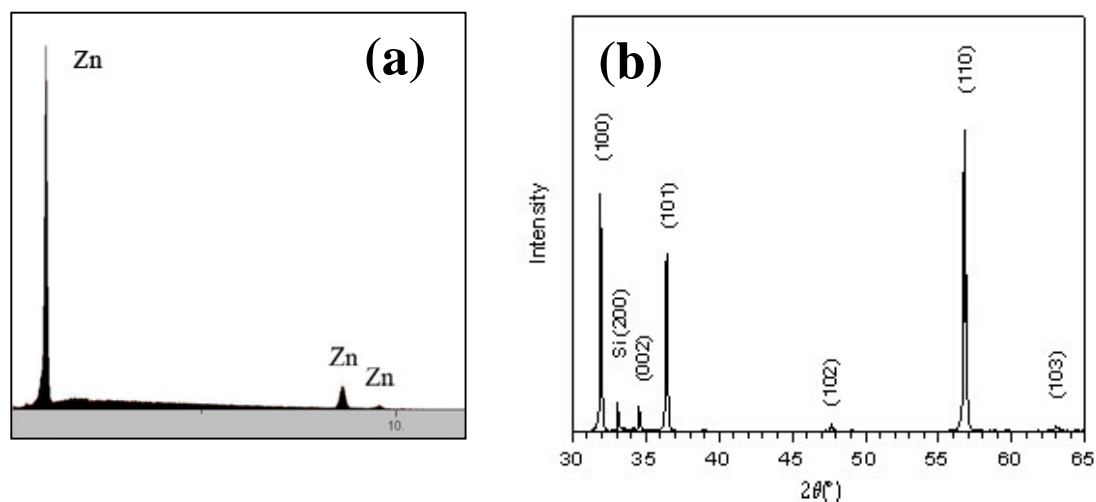 (a)
Zn
Zn
Zn
10
(b)
Intensity
(100)
Si (200)
(002)
(101)
(102)
(110)
(103)
30 35 40 45 50 55 60 65
2θ(°)